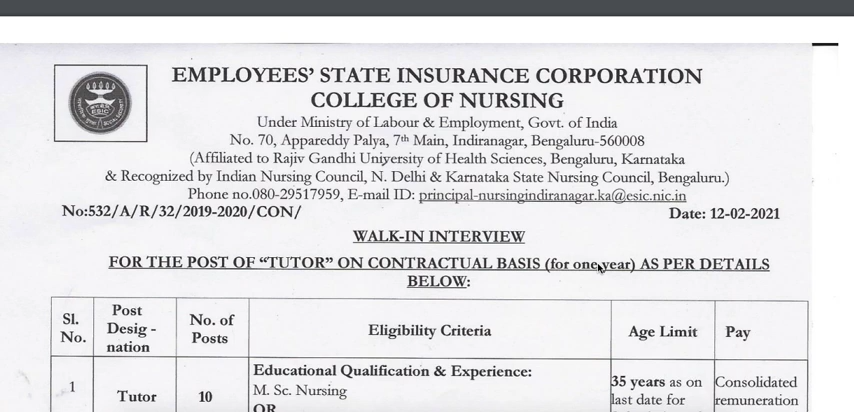 EMPLOYEES' STATE INSURANCE CORPORATION
COLLEGE OF NURSING
Under Ministry of Labour & Employment, Govt. of India
No. 70, Appareddy Palya, 7th Main, Indiranagar, Bengaluru-560008
(Affiliated to Rajiv Gandhi University of Health Sciences, Bengaluru, Karnataka
& Recognized by Indian Nursing Council, N. Delhi & Karnataka State Nursing Council, Bengaluru.)
Phone no.080-29517959, E-mail ID: principal-nursingindiranagar.ka@esic.nic.in
No:532/A/R/32/2019-2020/CON/ Date: 12-02-2021
WALK-IN INTERVIEW
FOR THE POST OF “TUTOR” ON CONTRACTUAL BASIS (for one year) AS PER DETAILS
BELOW:
Sl. No.
Post Desig - nation
No. of Posts
Eligibility Criteria
Age Limit
Pay
1
Tutor
10
Educational Qualification & Experience:
M. Sc. Nursing
OR
35 years as on
last date for
Consolidated
remuneration